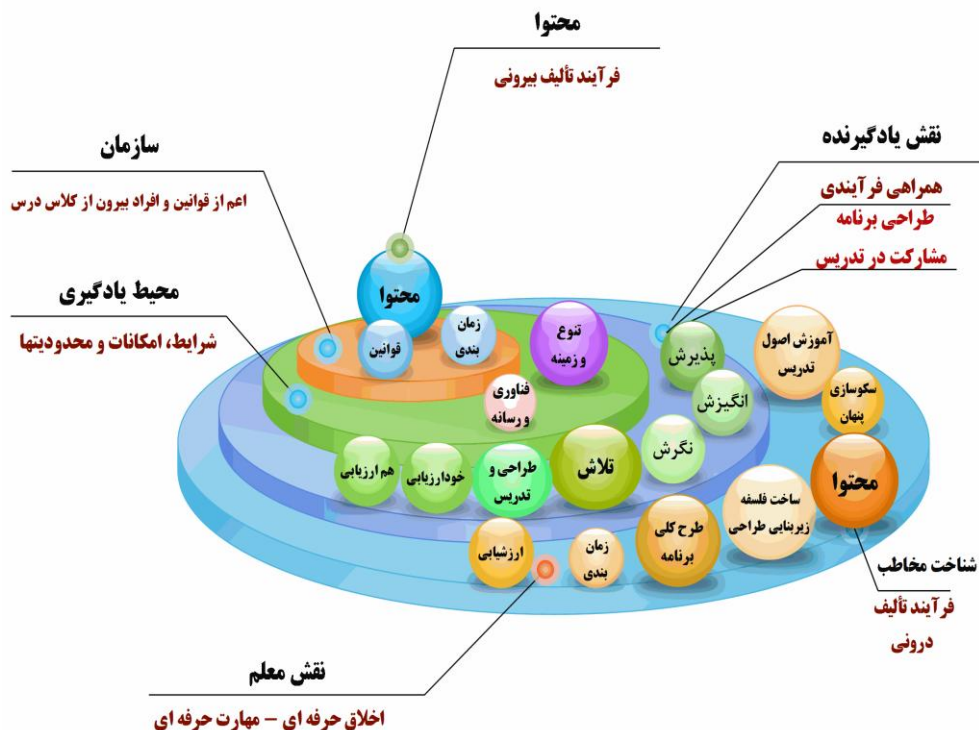 محتوا
فرآیند تألیف بیرونی
سازمان
اعم از قوانین و افراد بیرون از کلاس درس
نقش یادگیرنده
همراهی فرآیندی
طراحی برنامه
مشارکت در تدریس
محیط یادگیری
شرایط، امکانات و محدودیتها
محتوا
قوانین
زمان
بندی
تنوع
و زمینه
فناوری
و رسانه
پذیرش
انگیزش
نگرش
تلاش
طراحی و
تدریس
خودارزیابی
هم ارزیابی
آموزش اصول
تدریس
سکوسازی
پنهان
محتوا
ساخت فلسفه
زیربنایی طراحی
طرح کلی
برنامه
زمان
بندی
ارزشیابی
شناخت مخاطب
فرآیند تألیف
درونی
نقش معلم
اخلاق حرفه ای – مهارت حرفه ای